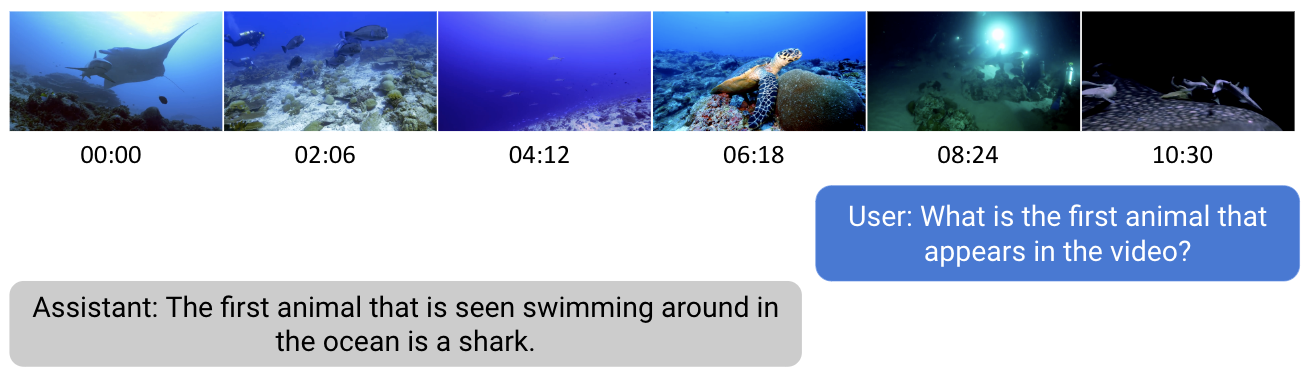 00:00
02:06
04:12
06:18
08:24
10:30
User: What is the first animal that
appears in the video?
Assistant: The first animal that is seen swimming around in
the ocean is a shark.